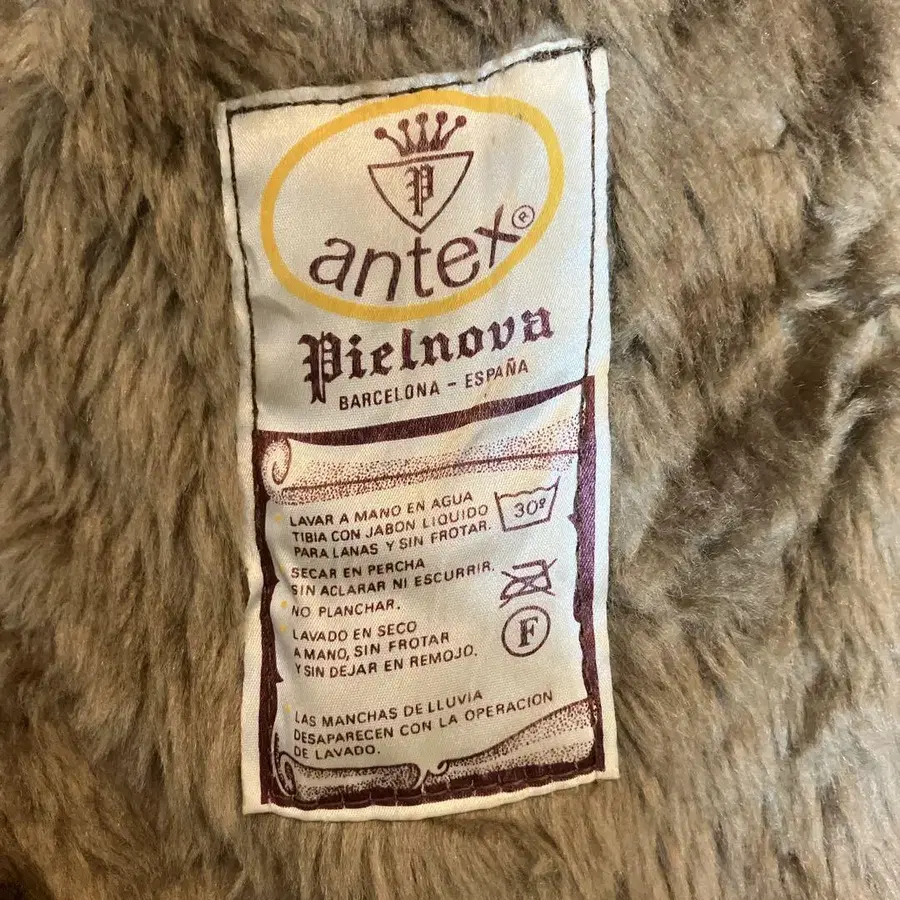 P
antex®
Pielnova
BARCELONA - ESPAÑA
LAVAR A MANO EN AGUA
TIBIA CON JABON LIQUIDO
PARA LANAS Y SIN FROTAR.
30º
SECAR EN PERCHA
SIN ACLARAR NI ESCURRIR.
NO PLANCHAR.
LAVADO EN SECO
A MANO, SIN FROTAR
Y SIN DEJAR EN REMOJO.
F
LAS MANCHAS DE LLUVIA
DESAPARECEN CON LA OPERACION
DE LAVADO.